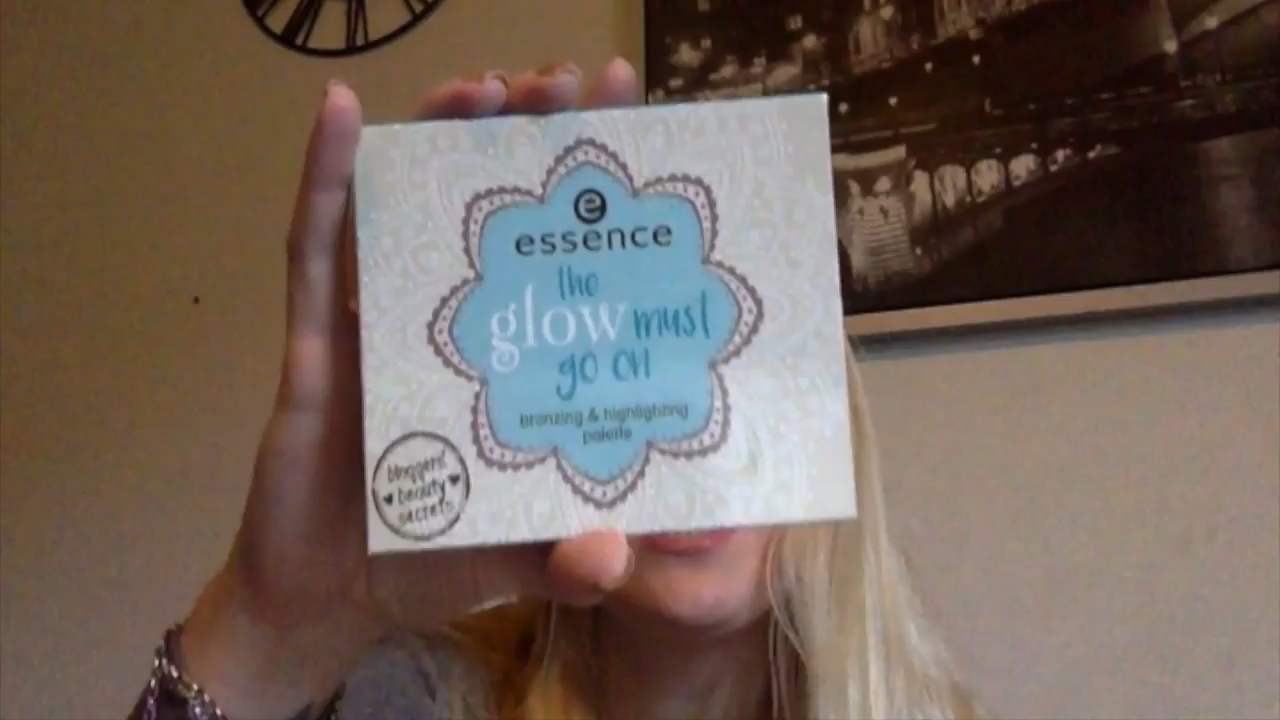 e
essence
the
glow must
go on
bronzing & highlighting
palette
bloggers'
beauty
secrets